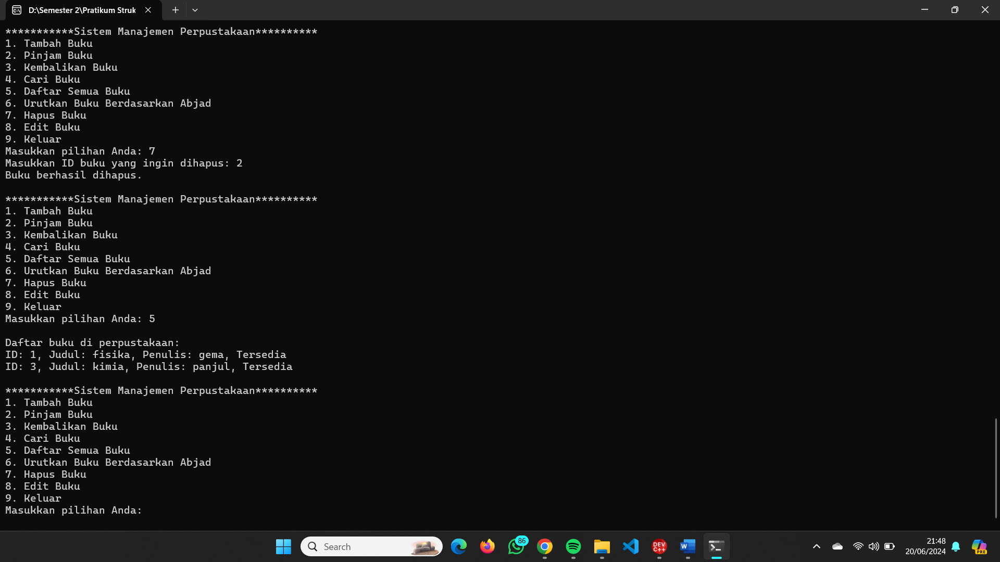 D:\Semester 2\Pratikum Struk
***********Sistem Manajemen Perpustakaan**********
1. Tambah Buku
2. Pinjam Buku
3. Kembalikan Buku
4. Cari Buku
5. Daftar Semua Buku
6. Urutkan Buku Berdasarkan Abjad
7. Hapus Buku
8. Edit Buku
9. Keluar
Masukkan pilihan Anda: 7
Masukkan ID buku yang ingin dihapus: 2
Buku berhasil dihapus.
***********Sistem Manajemen Perpustakaan**********
1. Tambah Buku
2. Pinjam Buku
3. Kembalikan Buku
4. Cari Buku
5. Daftar Semua Buku
6. Urutkan Buku Berdasarkan Abjad
7. Hapus Buku
8. Edit Buku
9. Keluar
Masukkan pilihan Anda: 5
Daftar buku di perpustakaan:
ID: 1, Judul: fisika, Penulis: gema, Tersedia
ID: 3, Judul: kimia, Penulis: panjul, Tersedia
***********Sistem Manajemen Perpustakaan**********
1. Tambah Buku
2. Pinjam Buku
3. Kembalikan Buku
4. Cari Buku
5. Daftar Semua Buku
6. Urutkan Buku Berdasarkan Abjad
7. Hapus Buku
8. Edit Buku
9. Keluar
Masukkan pilihan Anda:
Search
86
DEV C++
W
21:48
20/06/2024
PRE